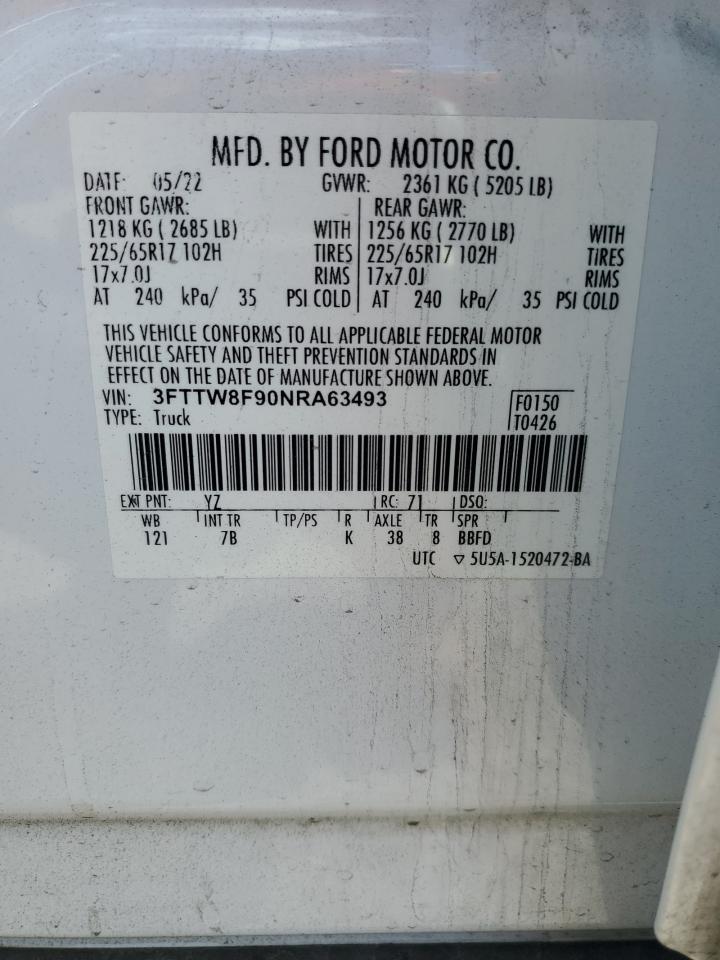 MFD. BY FORD MOTOR CO.
DATE: 05/22 GVWR: 2361 KG ( 5205 LB)
FRONT GAWR: REAR GAWR:
1218 KG ( 2685 LB) WITH 1256 KG ( 2770 LB) WITH
225/65R17 102H TIRES 225/65R17 102H TIRES
17x7.0J RIMS 17x7.0J RIMS
AT 240 kPa/ 35 PSI COLD AT 240 kPa/ 35 PSI COLD
THIS VEHICLE CONFORMS TO ALL APPLICABLE FEDERAL MOTOR
VEHICLE SAFETY AND THEFT PREVENTION STANDARDS IN
EFFECT ON THE DATE OF MANUFACTURE SHOWN ABOVE.
VIN: 3FTTW8F90NRA63493 F0150
TYPE: Truck T0426
EXT PNT: YZ RC: 71 DSO:
WB INT TR TP/PS R AXLE TR SPR
121 7B K 38 8 BBFD
UTC ▽ 5U5A-1520472-BA